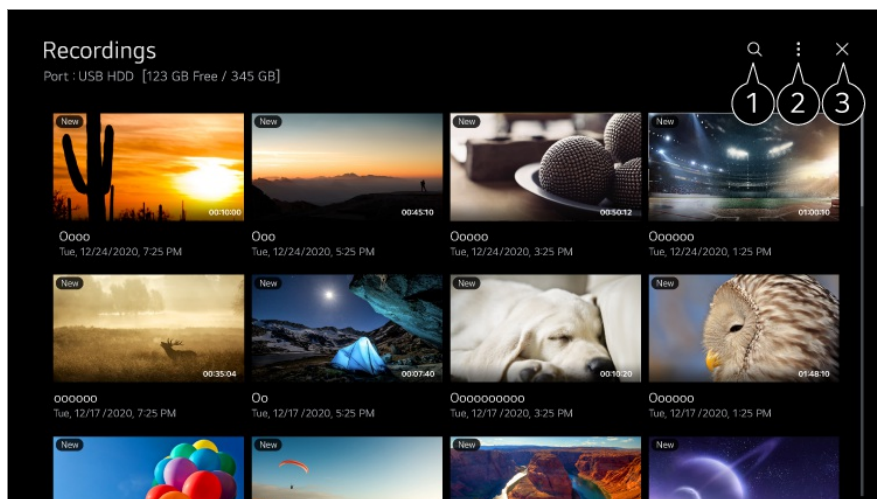 Recordings
Port : USB HDD [123 GB Free / 345 GB]
1 2 3
New New New New
00:10:00 00:45:10 00:50:12 01:00:10
Oooo Ooo Ooooo Oooooo
Tue, 12/24/2020, 7:25 PM Tue, 12/24/2020, 5:25 PM Tue, 12/24/2020, 3:25 PM Tue, 12/24/2020, 1:25 PM
New New New New
00:35:04 00:07:40 00:10:20 01:48:10
oooooo Oo Oooooooooo Oooooo
Tue, 12/17/2020, 7:25 PM Tue, 12/17/2020, 5:25 PM Tue, 12/17/2020, 3:25 PM Tue, 12/17/2020, 1:25 PM
New New New New